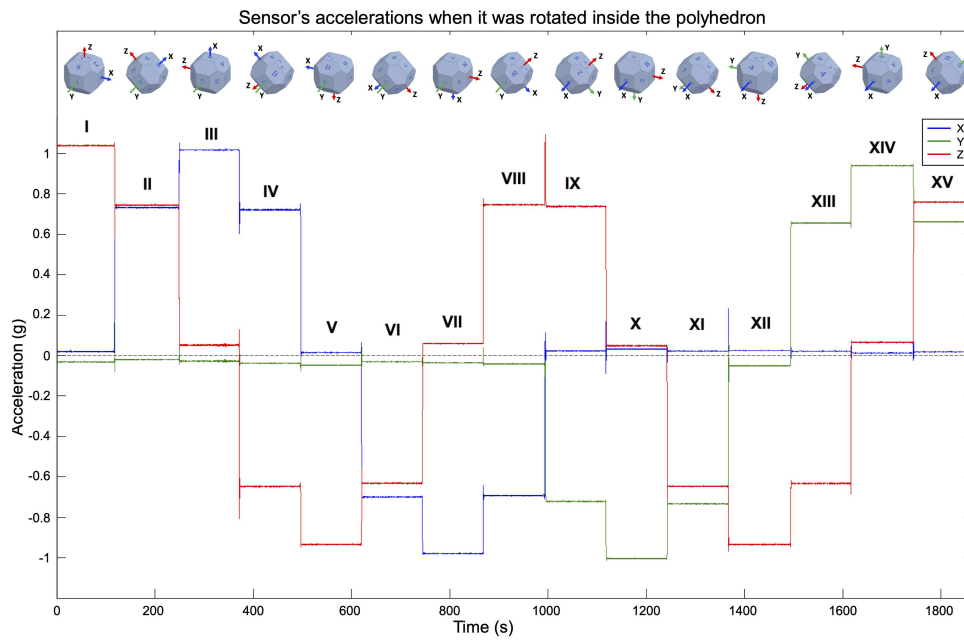 Sensor's accelerations when it was rotated inside the polyhedron
Z X Y
Z X Y
X Z Y
X Z Y
X Y Z
X Y Z
Z Y X
Z Y X
Z X Y
Z X Y
Y X Z
Y X Z
Y Z X
Y Z X
Z X
I II III IV V VI VII VIII IX X XI XII XIII XIV XV
X
Y
Z
1
0.8
0.6
0.4
0.2
0
-0.2
-0.4
-0.6
-0.8
-1
Acceleration (g)
0 200 400 600 800 1000 1200 1400 1600 1800
Time (s)